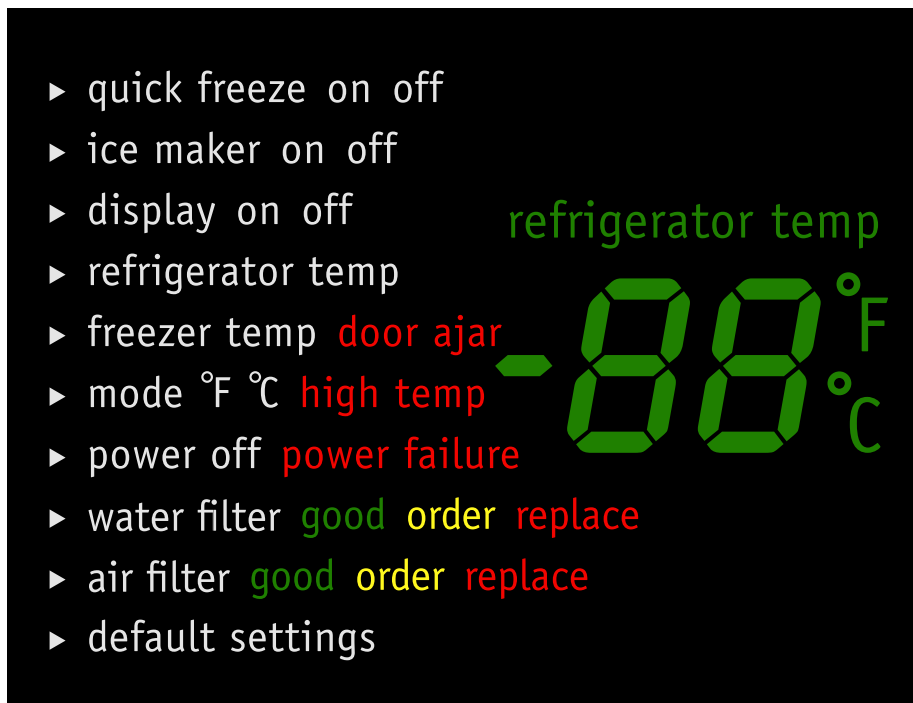 ▸ quick freeze on off
▸ ice maker on off
▸ display on off
refrigerator temp
▸ refrigerator temp
▸ freezer temp door ajar
-88 °F °C
▸ mode °F °C high temp
▸ power off power failure
▸ water filter good order replace
▸ air filter good order replace
▸ default settings